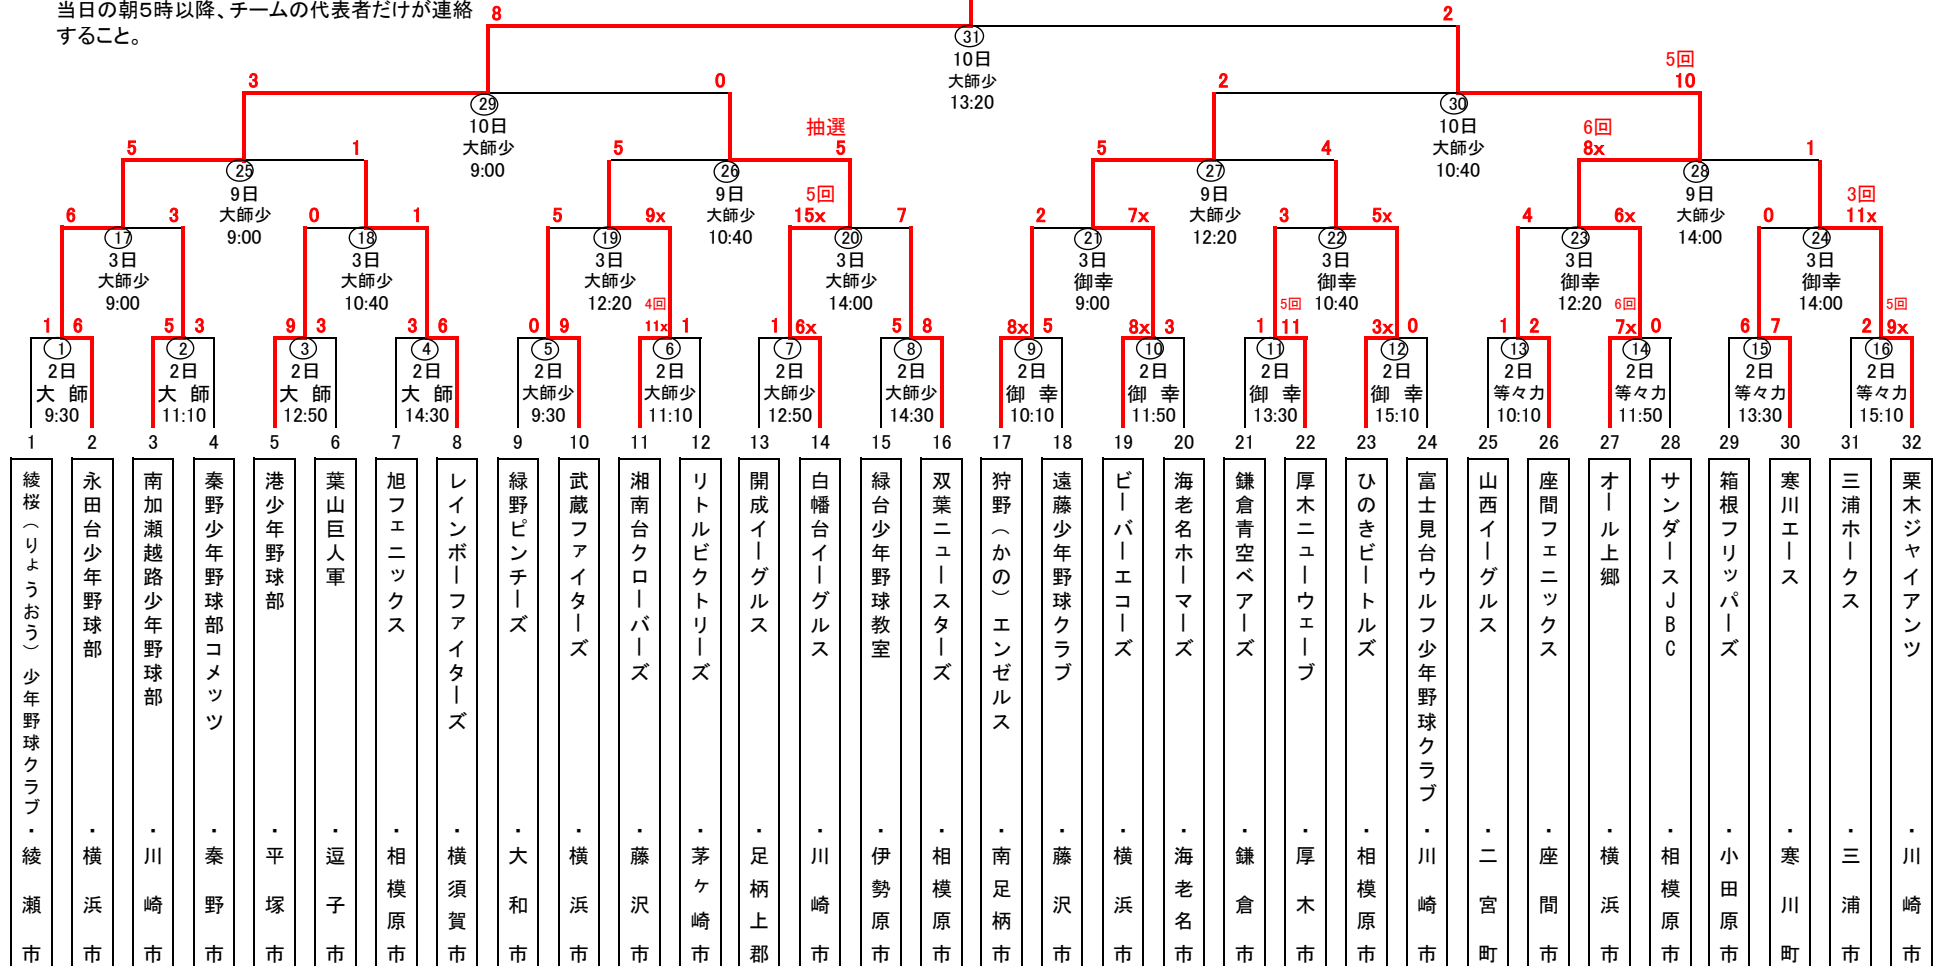 当日の朝5時以降、チームの代表者だけが連絡
すること。
8 2
㉛
10日
大師少
13:20
5回
3 0 2 10
㉙ ㉚
10日 10日
大師少 大師少
9:00 10:40
抽選 6回
5 1 5 5 5 4 8x 1
㉕ ㉖ ㉗ ㉘
9日 9日 9日 9日
大師少 大師少 大師少 大師少
9:00 10:40 12:20 14:00
5回 3回
6 3 0 1 5 9x 15x 7 2 7x 3 5x 4 6x 0 11x
⑰ ⑱ ⑲ ⑳ ㉑ ㉒ ㉓ ㉔
3日 3日 3日 3日 3日 3日 3日 3日
大師少 大師少 大師少 大師少 御幸 御幸 御幸 御幸
9:00 10:40 12:20 14:00 9:00 10:40 12:20 14:00
4回 5回 6回 5回
1 6 5 3 9 3 3 6 0 9 11x 1 1 6x 5 8 8x 5 8x 3 1 11 3x 0 1 2 7x 0 6 7 2 9x
① ② ③ ④ ⑤ ⑥ ⑦ ⑧ ⑨ ⑩ ⑪ ⑫ ⑬ ⑭ ⑮ ⑯
2日 2日 2日 2日 2日 2日 2日 2日 2日 2日 2日 2日 2日 2日 2日 2日
大師 大師 大師 大師 大師少 大師少 大師少 大師少 御幸 御幸 御幸 御幸 等々力 等々力 等々力 等々力
9:30 11:10 12:50 14:30 9:30 11:10 12:50 14:30 10:10 11:50 13:30 15:10 10:10 11:50 13:30 15:10
1 2 3 4 5 6 7 8 9 10 11 12 13 14 15 16 17 18 19 20 21 22 23 24 25 26 27 28 29 30 31 32
綾桜（りょうおう）少年野球クラブ・綾瀬市
永田台少年野球部・横浜市
南加瀬越路少年野球部・川崎市
秦野少年野球部コメッツ・秦野市
港少年野球部・平塚市
葉山巨人軍・逗子市
旭フェニックス・相模原市
レインボーファイターズ・横須賀市
緑野ピンチーズ・大和市
武蔵ファイターズ・横浜市
湘南台クローバーズ・藤沢市
リトルビクトリーズ・茅ヶ崎市
開成イーグルス・足柄上郡
白幡台イーグルス・川崎市
緑台少年野球教室・伊勢原市
双葉ニュースターズ・相模原市
狩野（かの）エンゼルス・南足柄市
遠藤少年野球クラブ・藤沢市
ビーバーエコーズ・横浜市
海老名ホーマーズ・海老名市
鎌倉青空ベアーズ・鎌倉市
厚木ニューウェーブ・厚木市
ひのきビートルズ・相模原市
富士見台ウルフ少年野球クラブ・川崎市
山西イーグルス・二宮町
座間フェニックス・座間市
オール上郷・横浜市
サンダースJBC・相模原市
箱根フリッパーズ・小田原市
寒川エース・寒川町
三浦ホークス・三浦市
栗木ジャイアンツ・川崎市